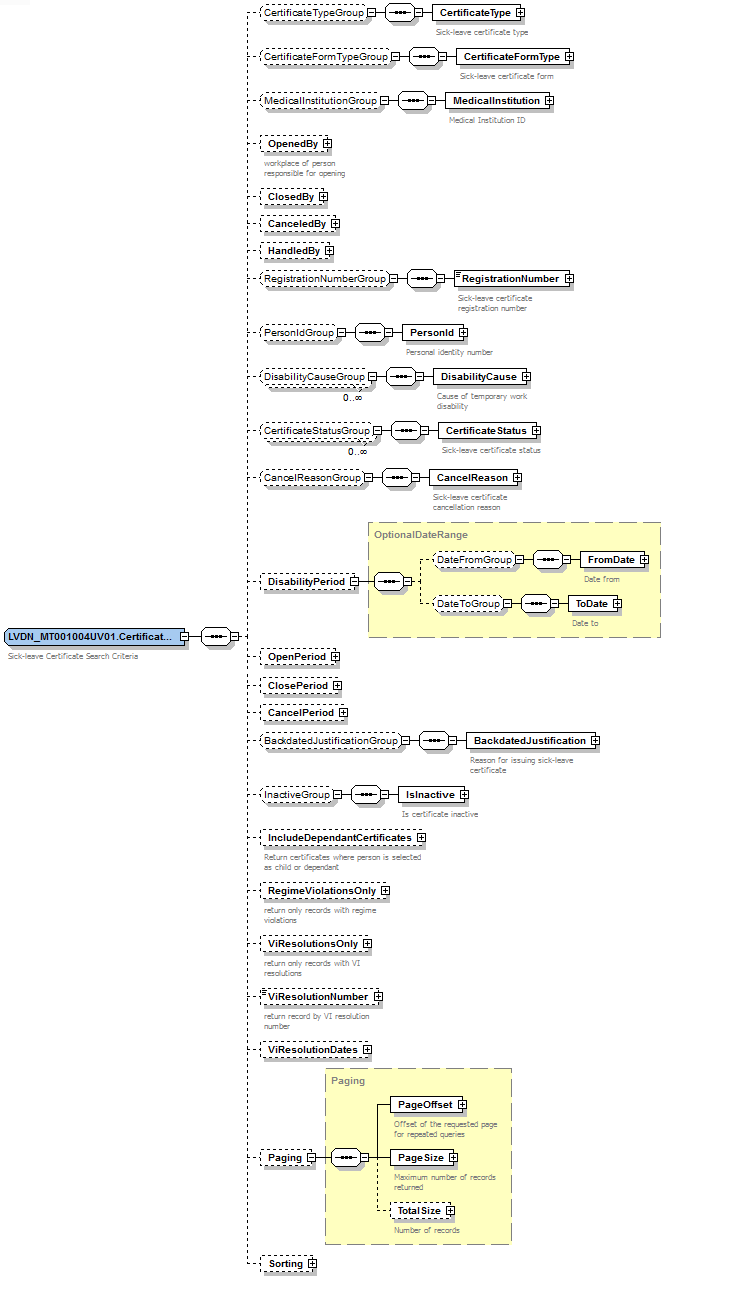 CertificateTypeGroup
CertificateType
Sick-leave certificate type
CertificateFormTypeGroup
CertificateFormType
Sick-leave certificate form
MedicalInstitutionGroup
MedicalInstitution
Medical Institution ID
OpenedBy
workplace of person
responsible for opening
ClosedBy
CanceledBy
HandledBy
RegistrationNumberGroup
RegistrationNumber
Sick-leave certificate
registration number
PersonIdGroup
PersonId
Personal identity number
DisabilityCauseGroup
0..∞
DisabilityCause
Cause of temporary work
disability
CertificateStatusGroup
0..∞
CertificateStatus
Sick-leave certificate status
CancelReasonGroup
CancelReason
Sick-leave certificate
cancellation reason
OptionalDateRange
DateFromGroup
FromDate
Date from
DisabilityPeriod
DateToGroup
ToDate
Date to
LVDN_MT001004UV01.Certificat...
Sick-leave Certificate Search Criteria
OpenPeriod
ClosePeriod
CancelPeriod
BackdatedJustificationGroup
BackdatedJustification
Reason for issuing sick-leave
certificate
InactiveGroup
IsInactive
Is certificate inactive
IncludeDependantCertificates
Return certificates where person is selected
as child or dependant
RegimeViolationsOnly
return only records with regime
violations
ViResolutionsOnly
return only records with VI
resolutions
ViResolutionNumber
return record by VI resolution
number
ViResolutionDates
Paging
PageOffset
Offset of the requested page
for repeated queries
Paging
PageSize
Maximum number of records
returned
TotalSize
Number of records
Sorting